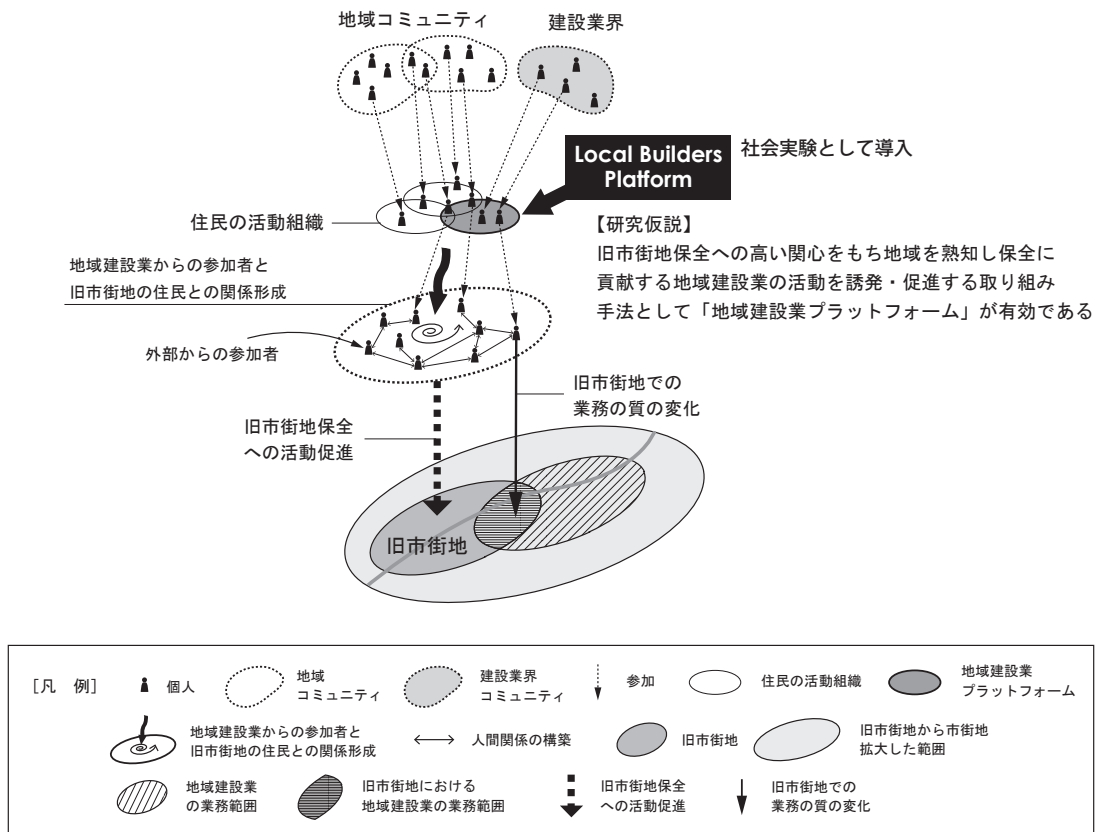 地域コミュニティ
建設業界
Local Builders
Platform
社会実験として導入
住民の活動組織
【研究仮説】
旧市街地保全への高い関心をもち地域を熟知し保全に
貢献する地域建設業の活動を誘発・促進する取り組み
手法として「地域建設業プラットフォーム」が有効である
地域建設業からの参加者と
旧市街地の住民との関係形成
外部からの参加者
旧市街地での
業務の質の変化
旧市街地保全
への活動促進
旧市街地
[凡 例]
個人
地域
コミュニティ
建設業界
コミュニティ
参加
住民の活動組織
地域建設業
プラットフォーム
地域建設業からの参加者と
旧市街地の住民との関係形成
人間関係の構築
旧市街地
旧市街地から市街地
拡大した範囲
地域建設業
の業務範囲
旧市街地における
地域建設業の業務範囲
旧市街地保全
への活動促進
旧市街地での
業務の質の変化